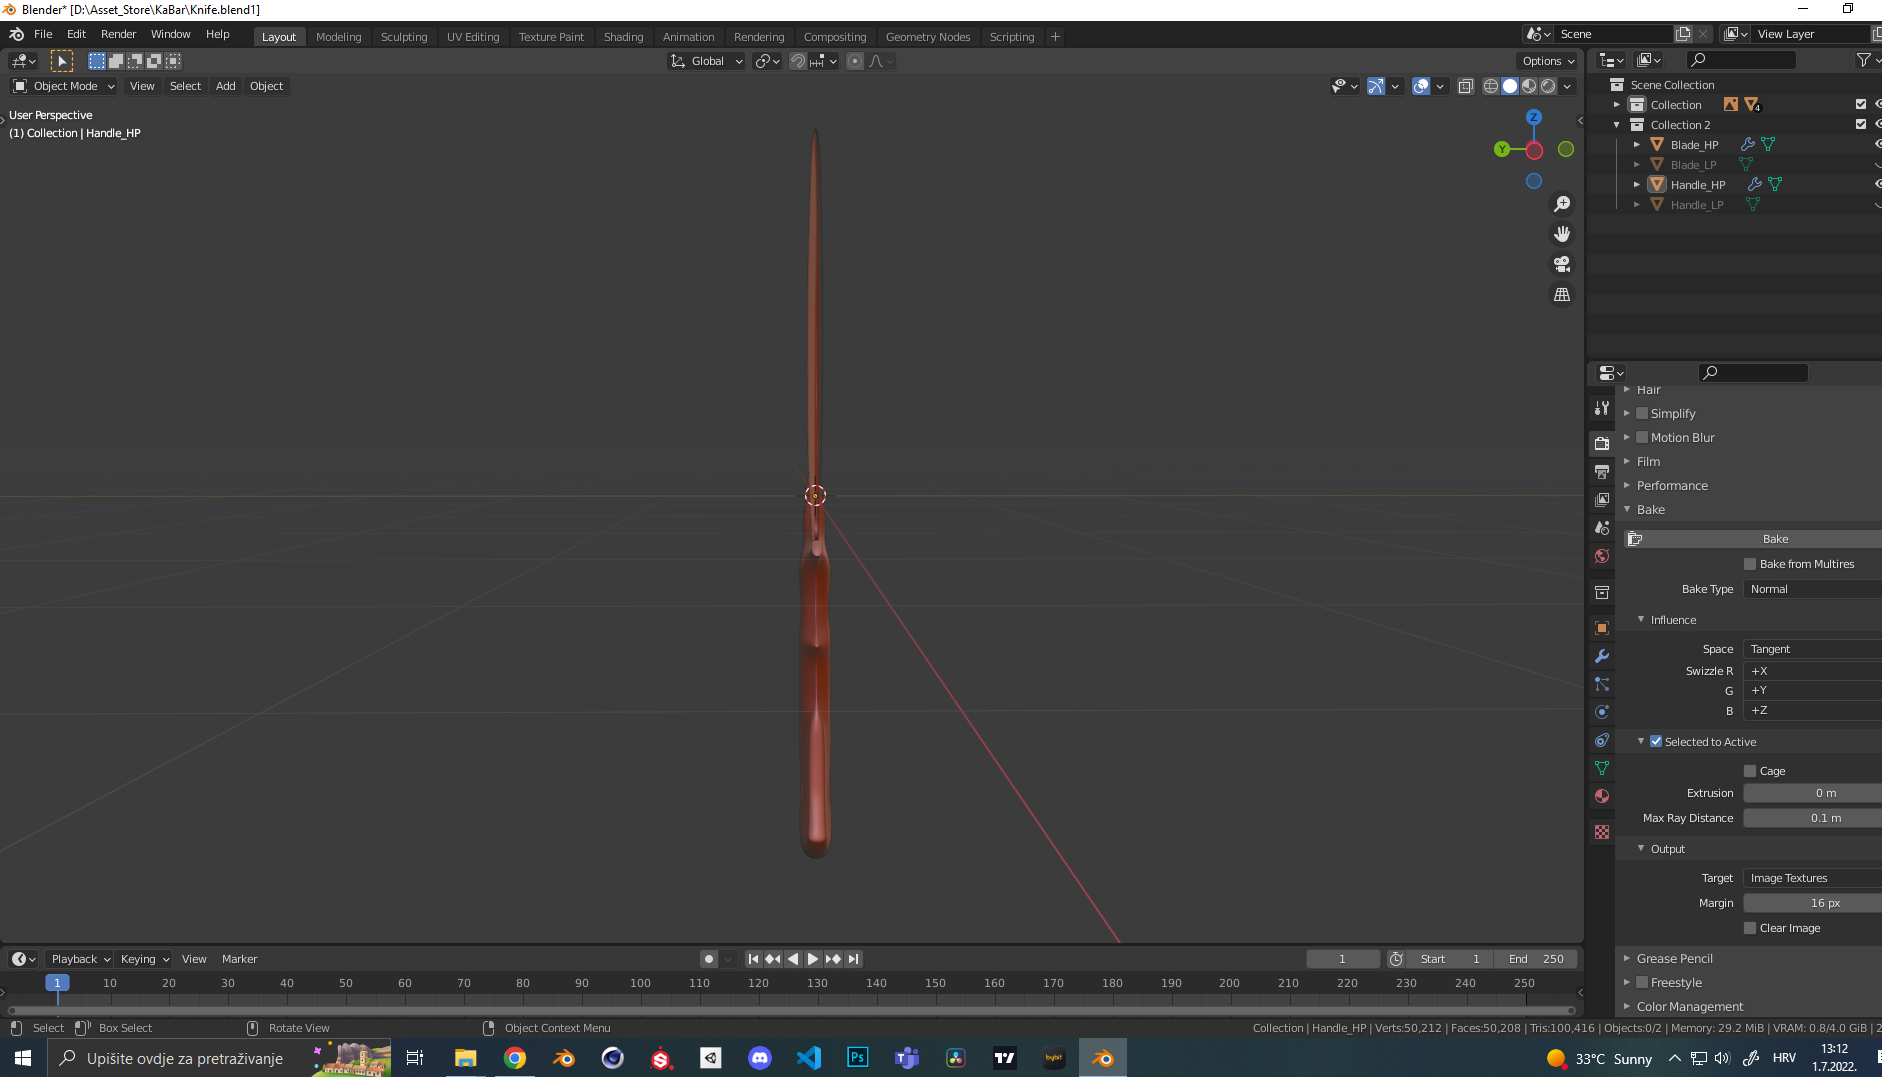 Blender* [D:\Asset_Store\KaBar\Knife.blend1]
File Edit Render Window Help Layout Modeling Sculpting UV Editing Texture Paint Shading Animation Rendering Compositing Geometry Nodes Scripting + Scene View Layer
Global Options
Object Mode View Select Add Object
User Perspective
(1) Collection | Handle_HP
Z
Y
Scene Collection
Collection 4
Collection 2
Blade_HP
Blade_LP
Handle_HP
Handle_LP
Hair
Simplify
Motion Blur
Film
Performance
Bake
Bake
Bake from Multires
Bake Type Normal
Influence
Space Tangent
Swizzle R +X
G +Y
B +Z
Selected to Active
Cage
Extrusion 0 m
Max Ray Distance 0.1 m
Output
Target Image Textures
Margin 16 px
Clear Image
Grease Pencil
Freestyle
Color Management
Playback Keying View Marker 1 Start 1 End 250
1 10 20 30 40 50 60 70 80 90 100 110 120 130 140 150 160 170 180 190 200 210 220 230 240 250
Select Box Select Rotate View Object Context Menu Collection | Handle_HP | Verts:50,212 | Faces:50,208 | Tris:100,416 | Objects:0/2 | Memory: 29.2 MiB | VRAM: 0.8/4.0 GiB | 2
Upišite ovdje za pretraživanje Ps bybit 33°C Sunny HRV 13:12
1.7.2022.